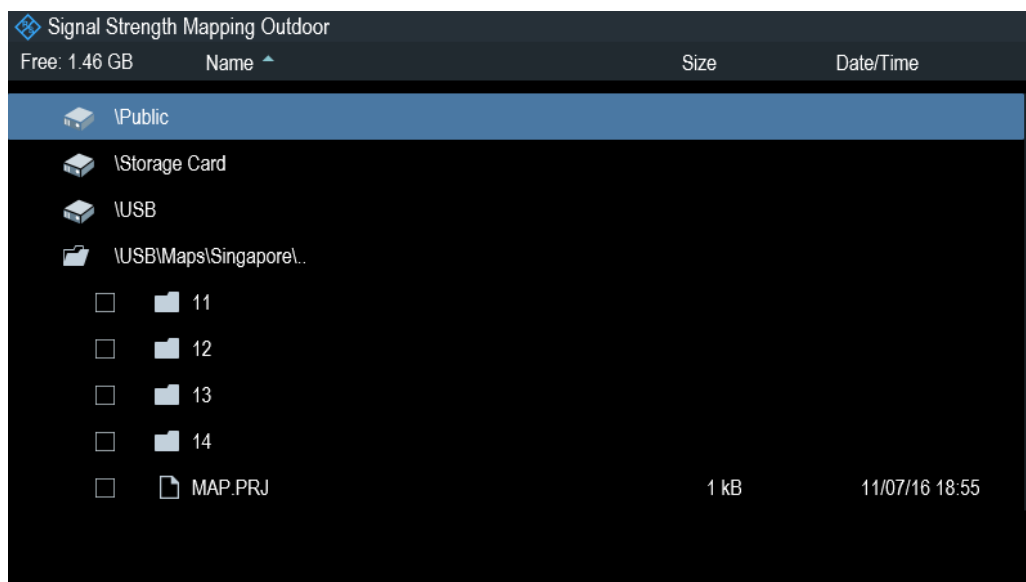 Signal Strength Mapping Outdoor
Free: 1.46 GB Name Size Date/Time
\Public
\Storage Card
\USB
\USB\Maps\Singapore\..
11
12
13
14
MAP.PRJ 1 kB 11/07/16 18:55